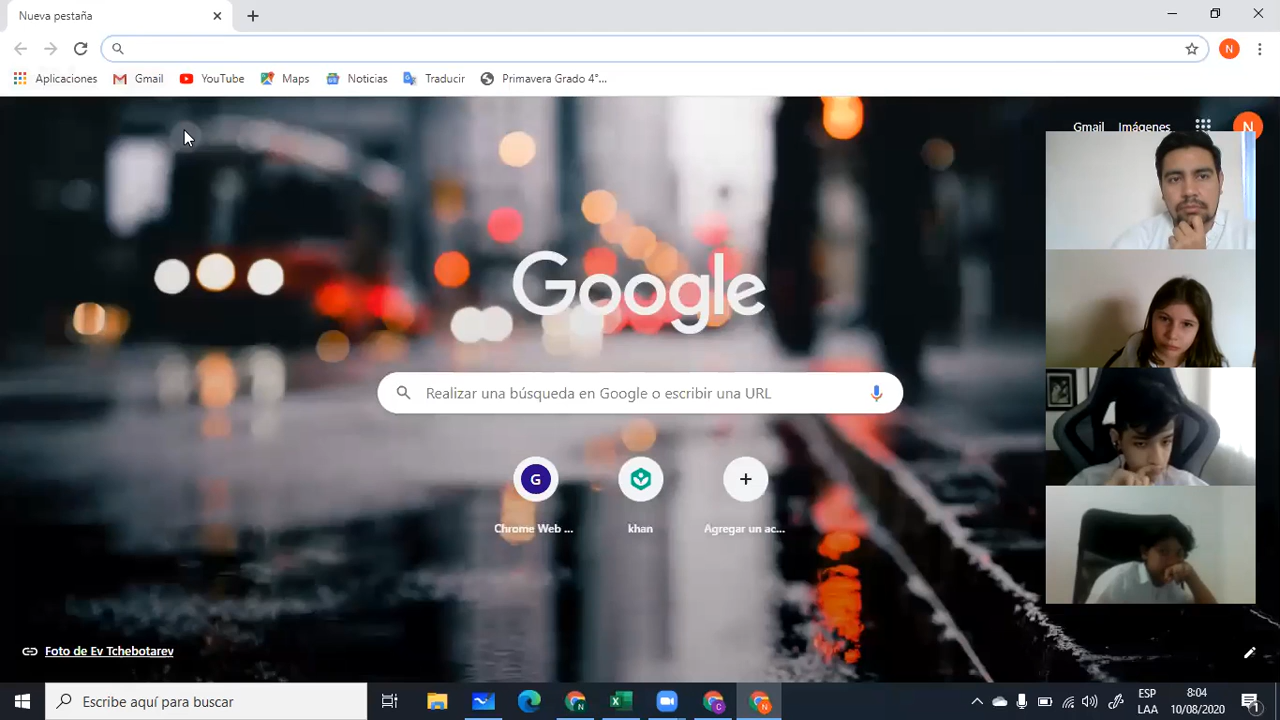 Nueva pestaña
N
Aplicaciones
Gmail
YouTube
Maps
Noticias
Traducir
Primavera Grado 4°...
Gmail
Imágenes
N
Google
Realizar una búsqueda en Google o escribir una URL
G
Chrome Web ...
khan
Agregar un ac...
Foto de Ev Tchebotarev
Escribe aquí para buscar
ESP
LAA
8:04
10/08/2020
1